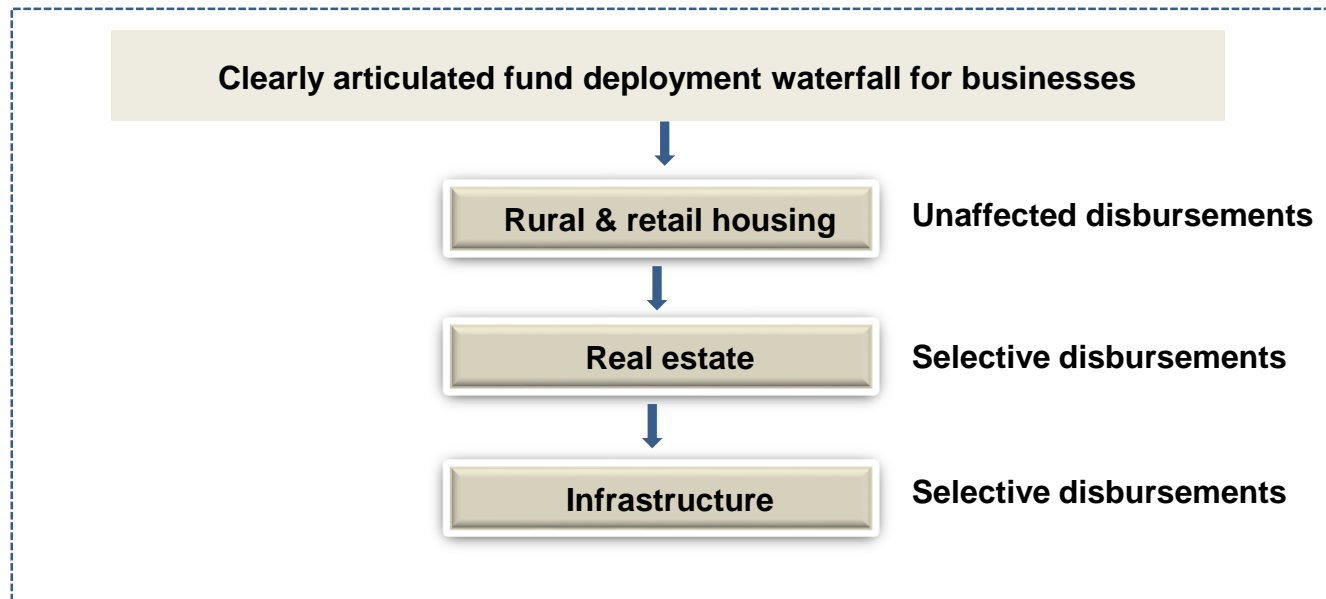 Clearly articulated fund deployment waterfall for businesses
Rural & retail housing
Unaffected disbursements
Real estate
Selective disbursements
Infrastructure
Selective disbursements